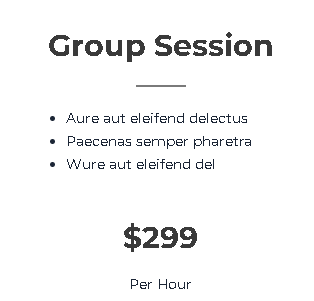 Group Session
Aure aut eleifend delectus
Paecenas semper pharetra
Wure aut eleifend del
$299
Per Hour